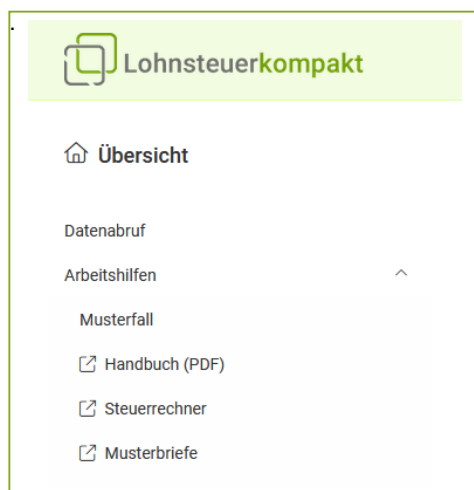 Lohnsteuerkompakt
Übersicht
Datenabruf
Arbeitshilfen
Musterfall
Handbuch (PDF)
Steuerrechner
Musterbriefe